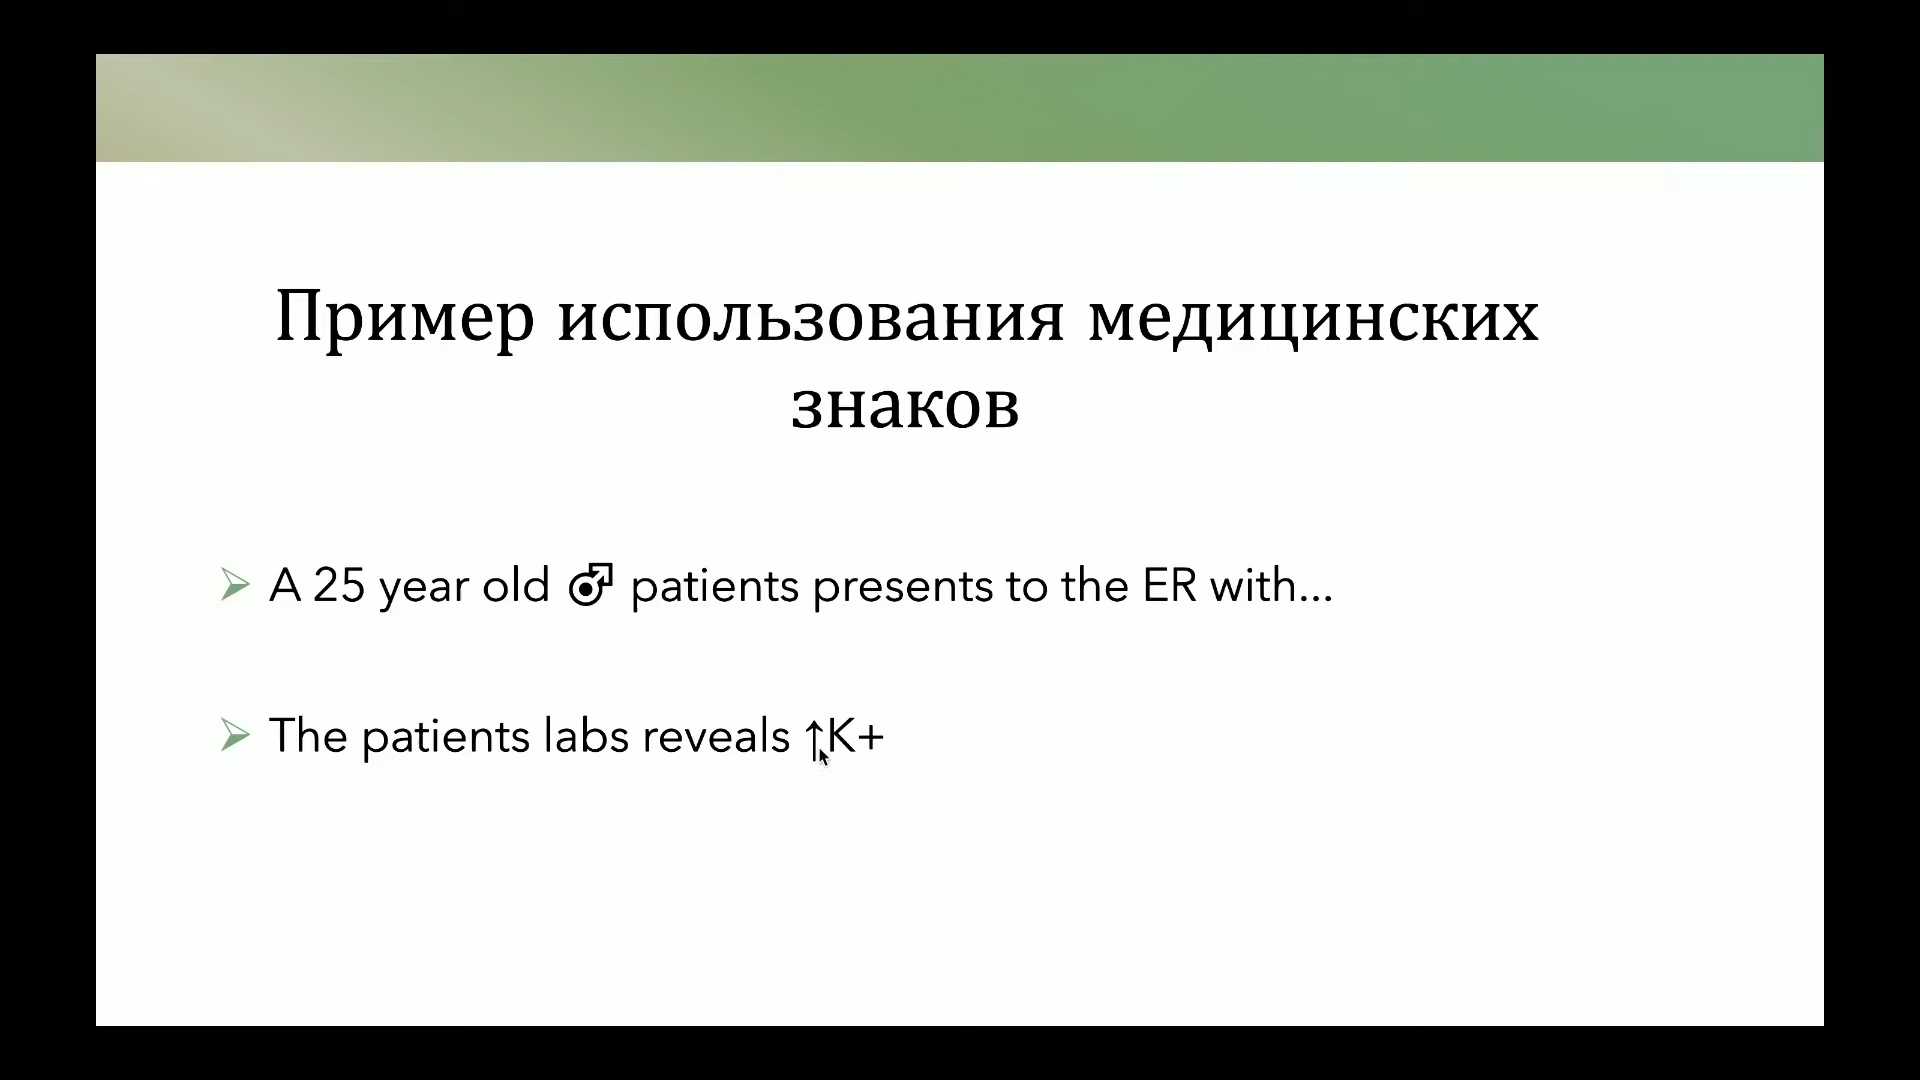 Пример использования медицинских
знаков
A 25 year old ♂ patients presents to the ER with...
The patients labs reveals ↑K+